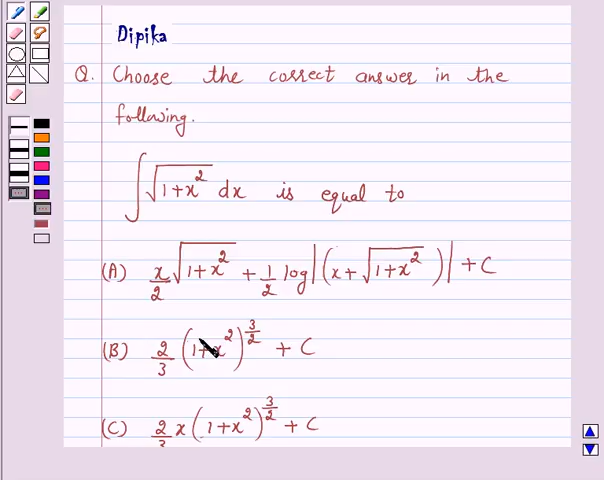 Dipika
Q. Choose the correct answer in the
following.
∫√(1+x²) dx is equal to
(A) x/2 √(1+x²) + 1/2 log|(x+√(1+x²))| + C
(B) 2/3 (1+x²)^(3/2) + C
(C) 2/3 x (1+x²)^(3/2) + C